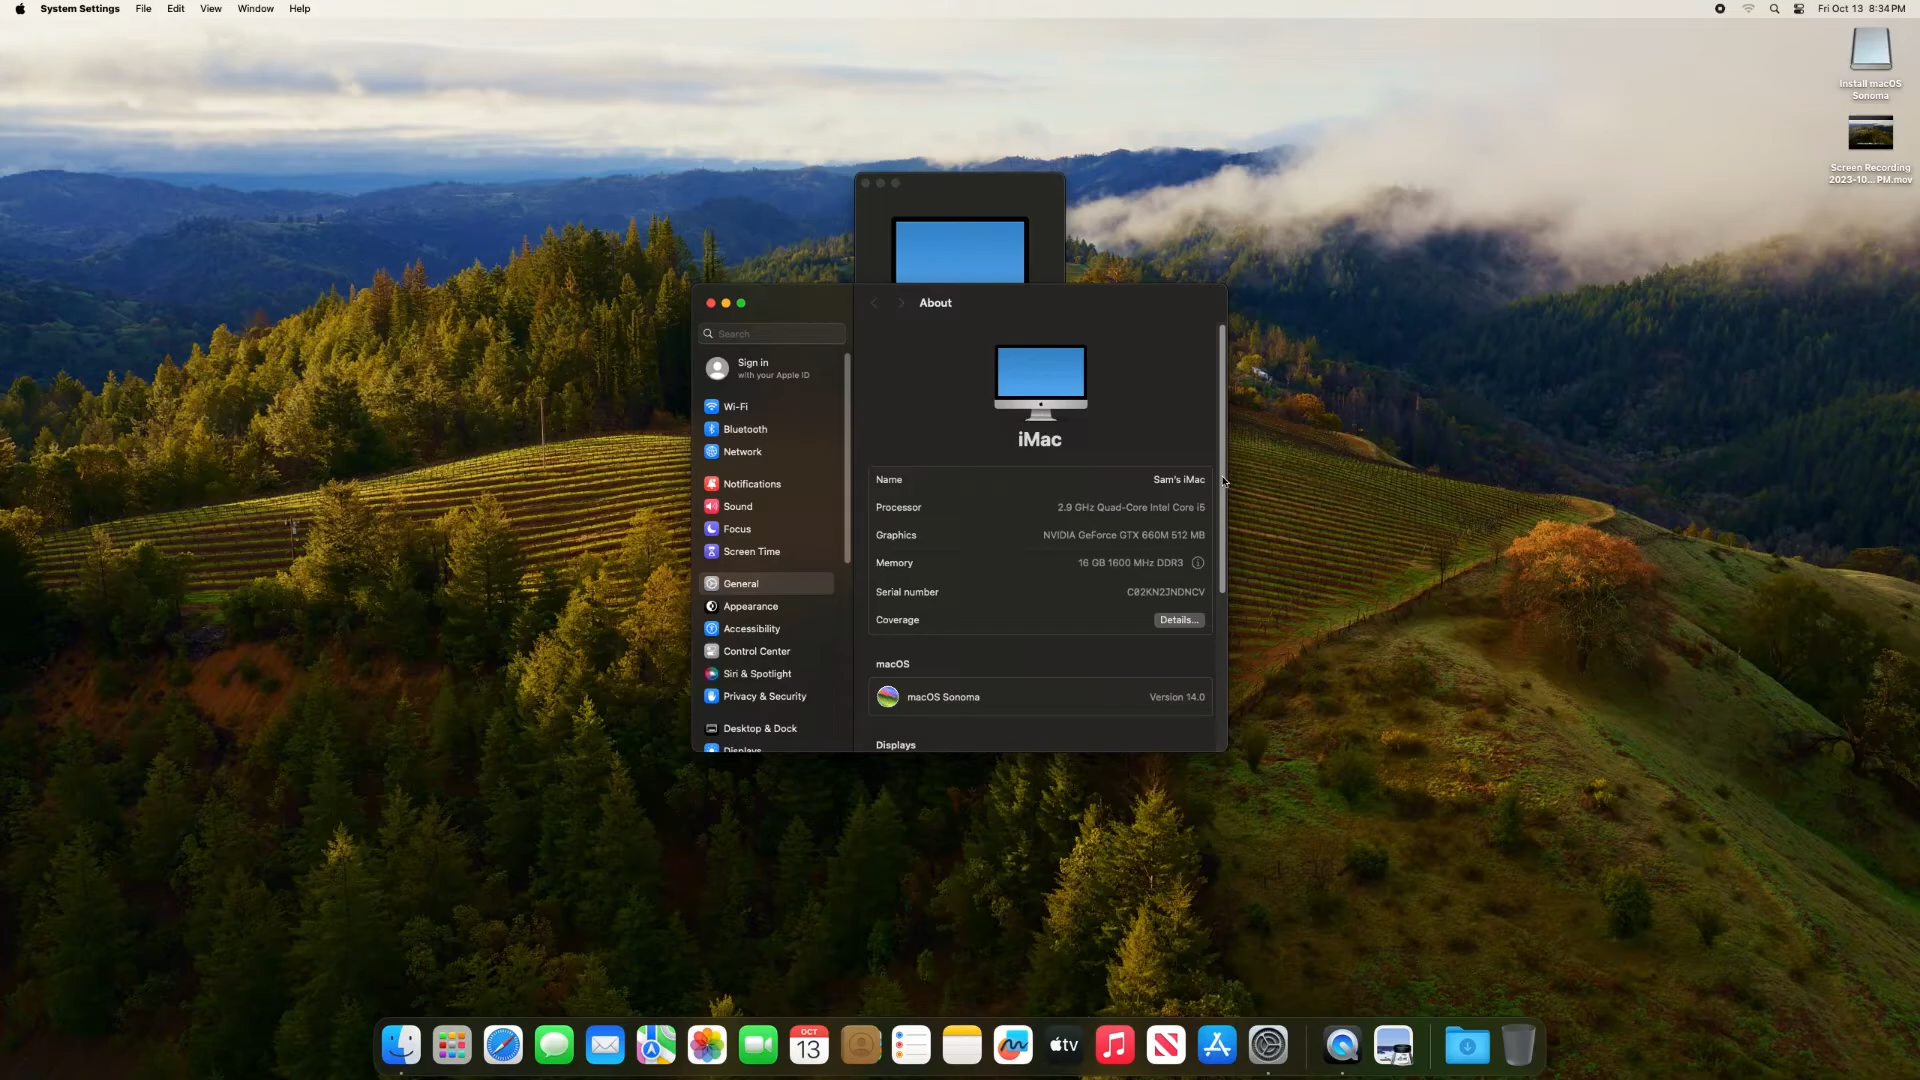 System Settings File Edit View Window Help
Fri Oct 13 8:34 PM
Install macOS
Sonoma
Screen Recording
2023-10... PM.mov
About
Search
Sign in
with your Apple ID
Wi-Fi
Bluetooth
Network
Notifications
Sound
Focus
Screen Time
General
Appearance
Accessibility
Control Center
Siri & Spotlight
Privacy & Security
Desktop & Dock
Displays
iMac
Name Sam's iMac
Processor 2.9 GHz Quad-Core Intel Core i5
Graphics NVIDIA GeForce GTX 660M 512 MB
Memory 16 GB 1600 MHz DDR3
Serial number C02KN2JNDNCV
Coverage Details...
macOS
macOS Sonoma Version 14.0
Displays
OCT
13
tv